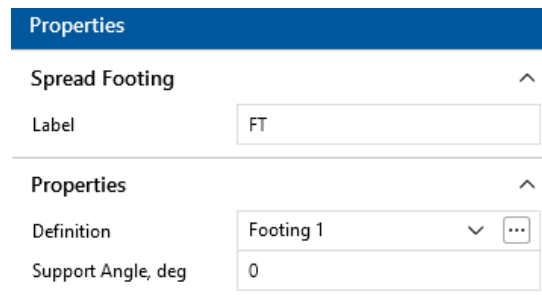 Properties
Spread Footing
Label FT
Properties
Definition Footing 1 ...
Support Angle, deg 0